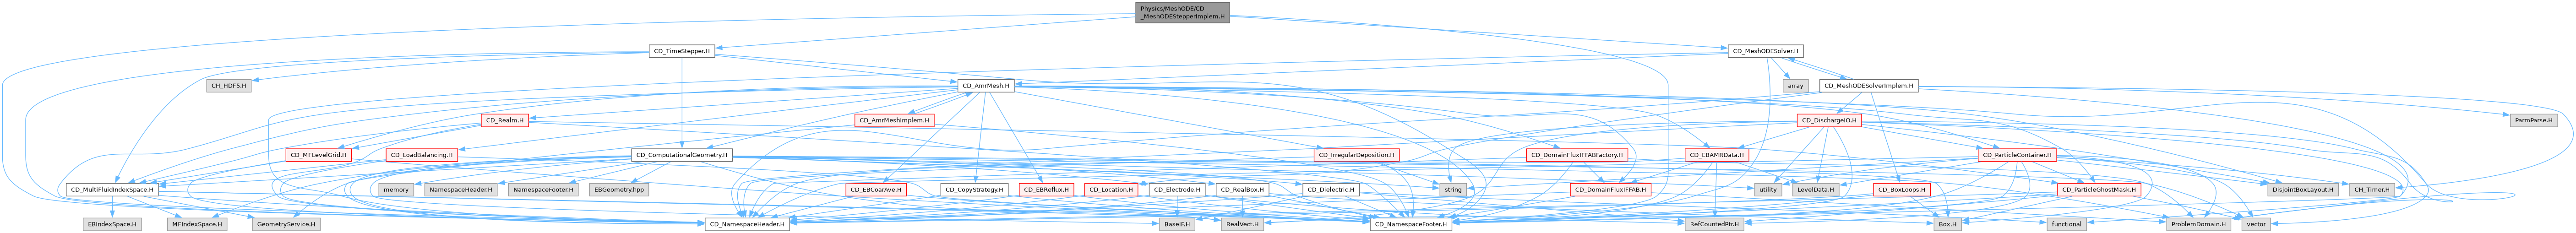 Physics/MeshODE/CD
_MeshODEStepperImplem.H
CD_TimeStepper.H
CD_MeshODESolver.H
CH_HDF5.H
CD_AmrMesh.H
array
CD_MeshODESolverImplem.H
CD_Realm.H
CD_AmrMeshImplem.H
CD_DischargeIO.H
ParmParse.H
CD_MFLevelGrid.H
CD_LoadBalancing.H
CD_ComputationalGeometry.H
CD_IrregularDeposition.H
CD_DomainFluxIFFABFactory.H
CD_EBAMRData.H
CD_ParticleContainer.H
CD_MultiFluidIndexSpace.H
memory
NamespaceHeader.H
NamespaceFooter.H
EBGeometry.hpp
CD_EBCoarAve.H
CD_CopyStrategy.H
CD_EBReflux.H
CD_Location.H
CD_Electrode.H
CD_RealBox.H
CD_Dielectric.H
string
CD_DomainFluxIFFAB.H
utility
LevelData.H
CD_BoxLoops.H
CD_ParticleGhostMask.H
DisjointBoxLayout.H
CH_Timer.H
EBIndexSpace.H
MFIndexSpace.H
GeometryService.H
CD_NamespaceHeader.H
BaseIF.H
RealVect.H
CD_NamespaceFooter.H
RefCountedPtr.H
Box.H
functional
ProblemDomain.H
vector